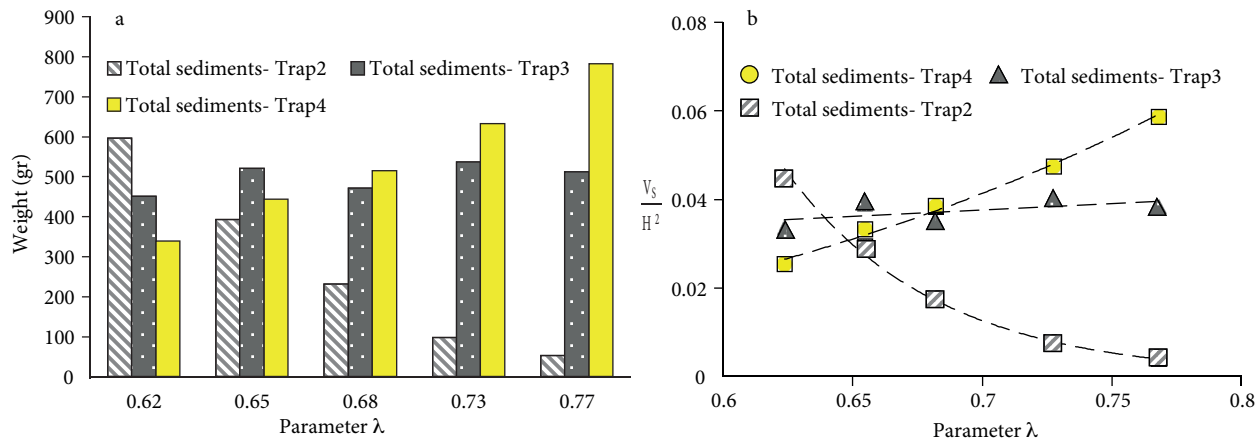 a
900
800
700
600
500
400
300
200
100
0
Weight (gr)
Total sediments- Trap2
Total sediments- Trap3
Total sediments- Trap4
0.62 0.65 0.68 0.73 0.77
Parameter λ
b
0.08
0.06
0.04
0.02
0
V_S
H²
Total sediments- Trap4
Total sediments- Trap3
Total sediments- Trap2
0.6 0.65 0.7 0.75 0.8
Parameter λ